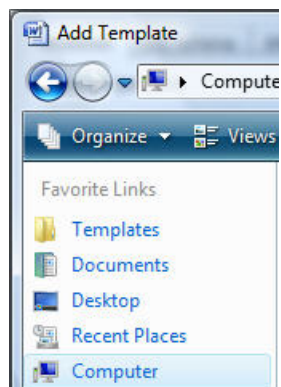 Add Template
Compute
Organize Views
Favorite Links
Templates
Documents
Desktop
Recent Places
Computer